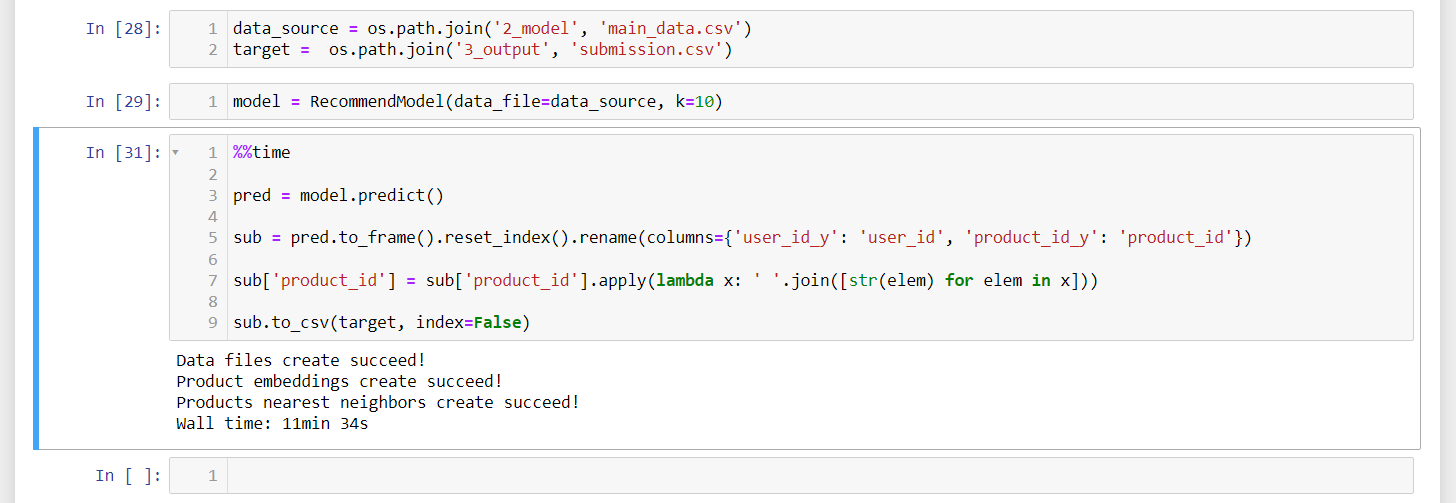 In [28]:
1 data_source = os.path.join('2_model', 'main_data.csv')
2 target =  os.path.join('3_output', 'submission.csv')
In [29]:
1 model = RecommendModel(data_file=data_source, k=10)
In [31]:
1 %%time
2
3 pred = model.predict()
4
5 sub = pred.to_frame().reset_index().rename(columns={'user_id_y': 'user_id', 'product_id_y': 'product_id'})
6
7 sub['product_id'] = sub['product_id'].apply(lambda x: ' '.join([str(elem) for elem in x]))
8
9 sub.to_csv(target, index=False)
Data files create succeed!
Product embeddings create succeed!
Products nearest neighbors create succeed!
Wall time: 11min 34s
In [ ]:
1